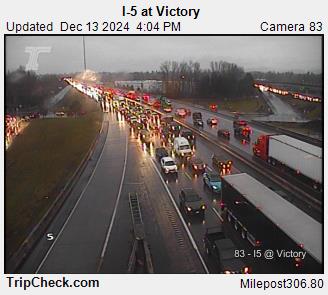 I-5 at Victory
Updated  Dec 13 2024  4:04 PM
Camera 83
83 - I5 @ Victory
TripCheck.com
Milepost306.80